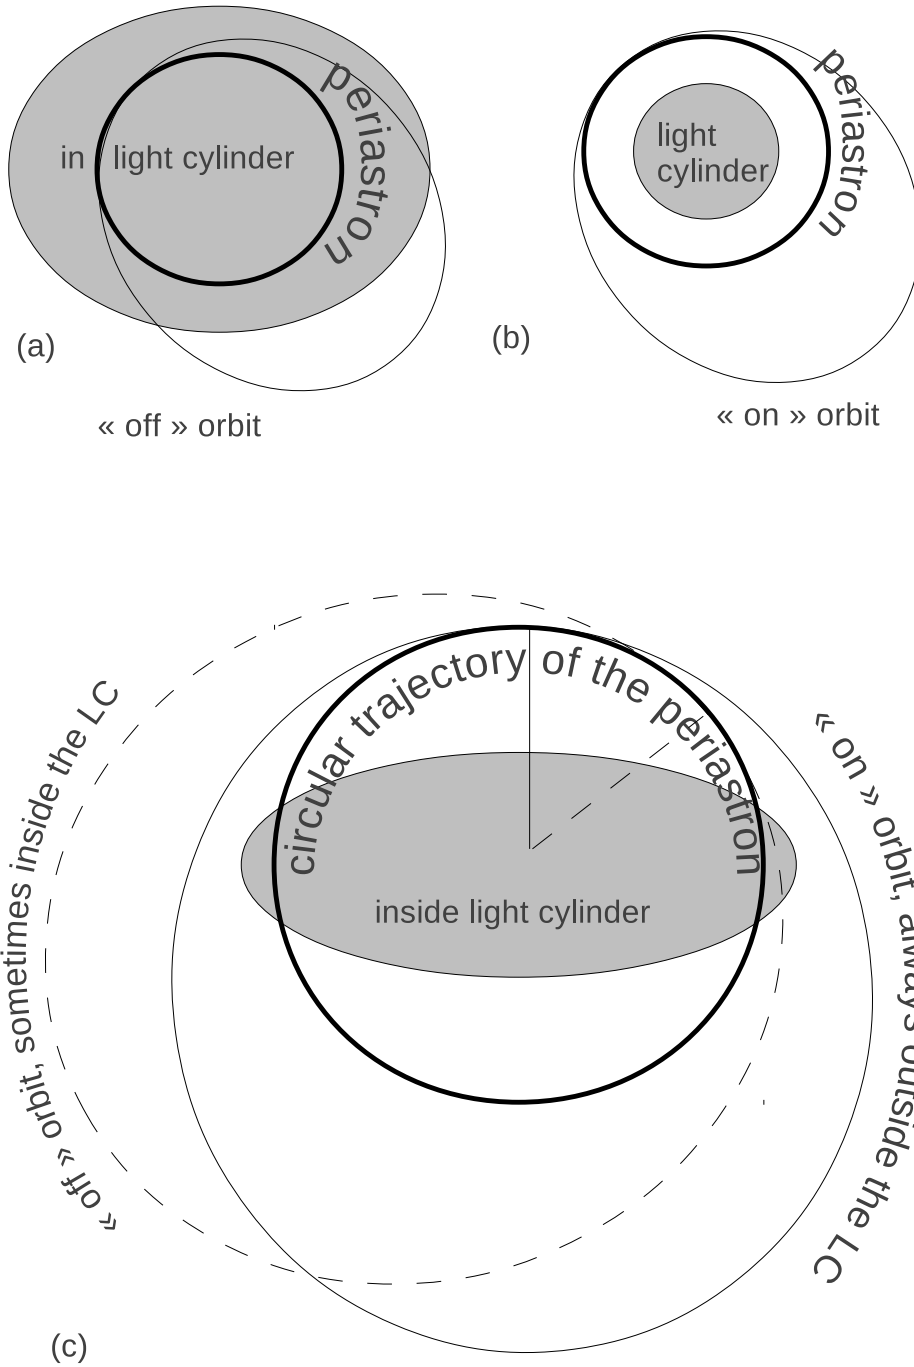 in light cylinder
periastron
(a)
« off » orbit
light
cylinder
periastron
(b)
« on » orbit
circular trajectory of the periastron
inside light cylinder
« off » orbit, sometimes inside the LC
« on » orbit, always outside the LC
(c)